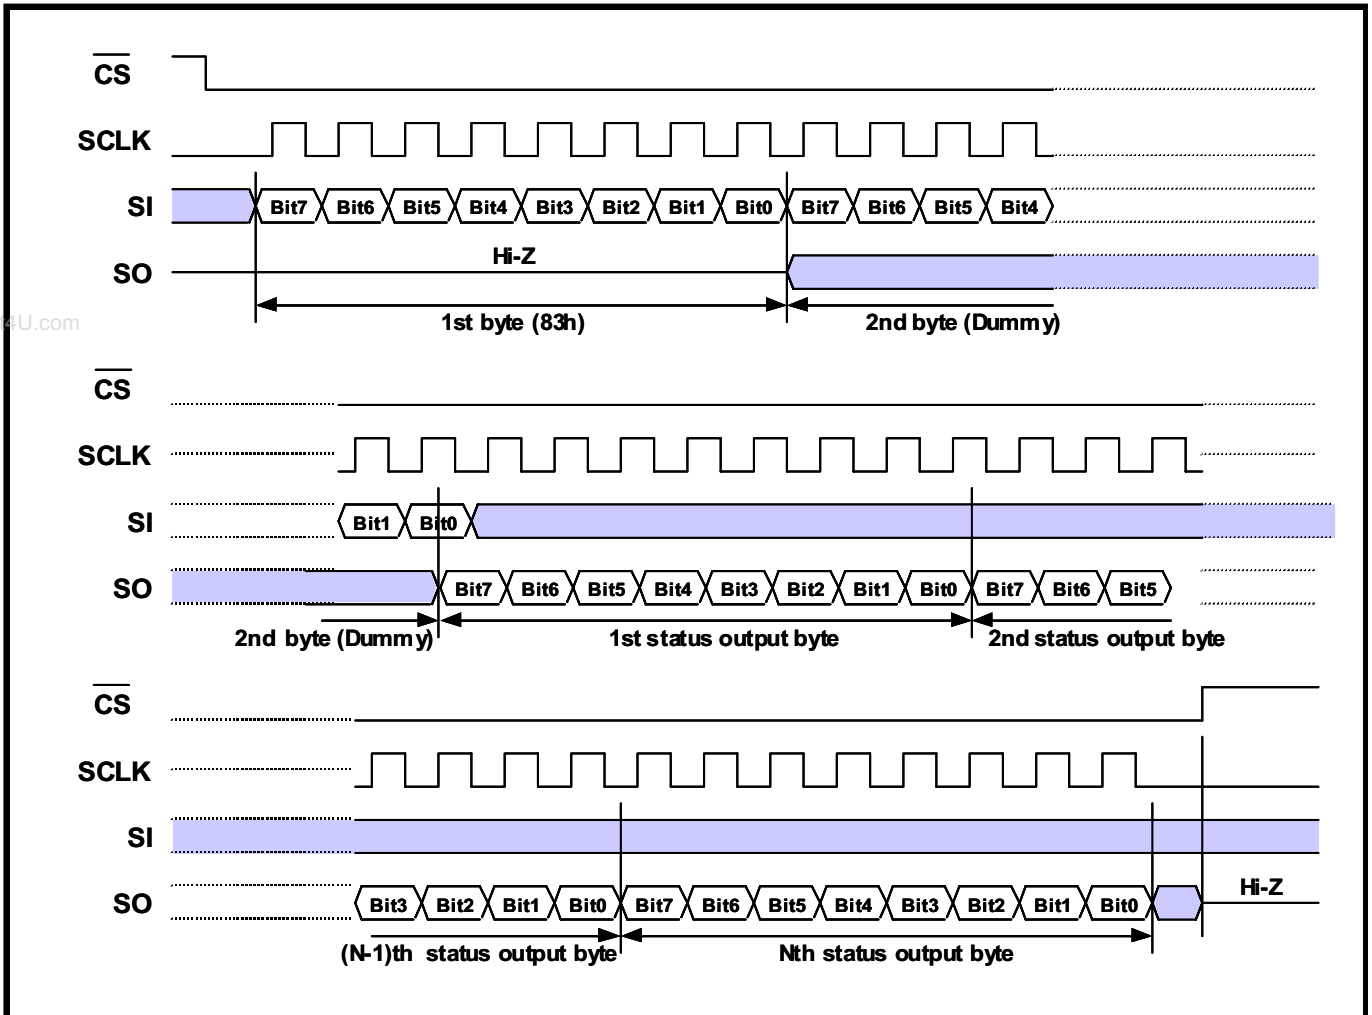 CS
SCLK
SI Bit7 Bit6 Bit5 Bit4 Bit3 Bit2 Bit1 Bit0 Bit7 Bit6 Bit5 Bit4
Hi-Z
SO
1st byte (83h) 2nd byte (Dummy)
4U.com
CS
SCLK
SI Bit1 Bit0
SO Bit7 Bit6 Bit5 Bit4 Bit3 Bit2 Bit1 Bit0 Bit7 Bit6 Bit5
2nd byte (Dummy) 1st status output byte 2nd status output byte
CS
SCLK
SI
SO Bit3 Bit2 Bit1 Bit0 Bit7 Bit6 Bit5 Bit4 Bit3 Bit2 Bit1 Bit0 Hi-Z
(N-1)th status output byte Nth status output byte